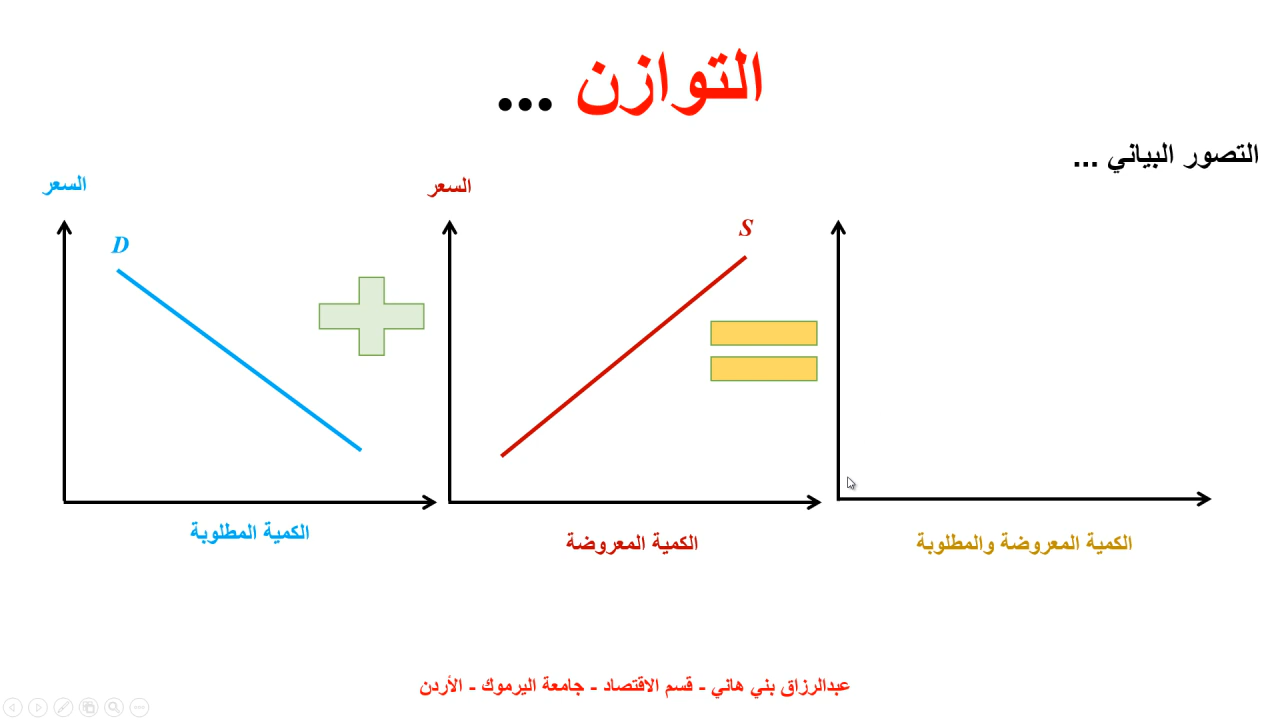 التوازن ...
التصور البياني ...
السعر
السعر
D
S
الكمية المطلوبة
الكمية المعروضة
الكمية المعروضة والمطلوبة
عبدالرزاق بني هاني - قسم الاقتصاد - جامعة اليرموك - الأردن